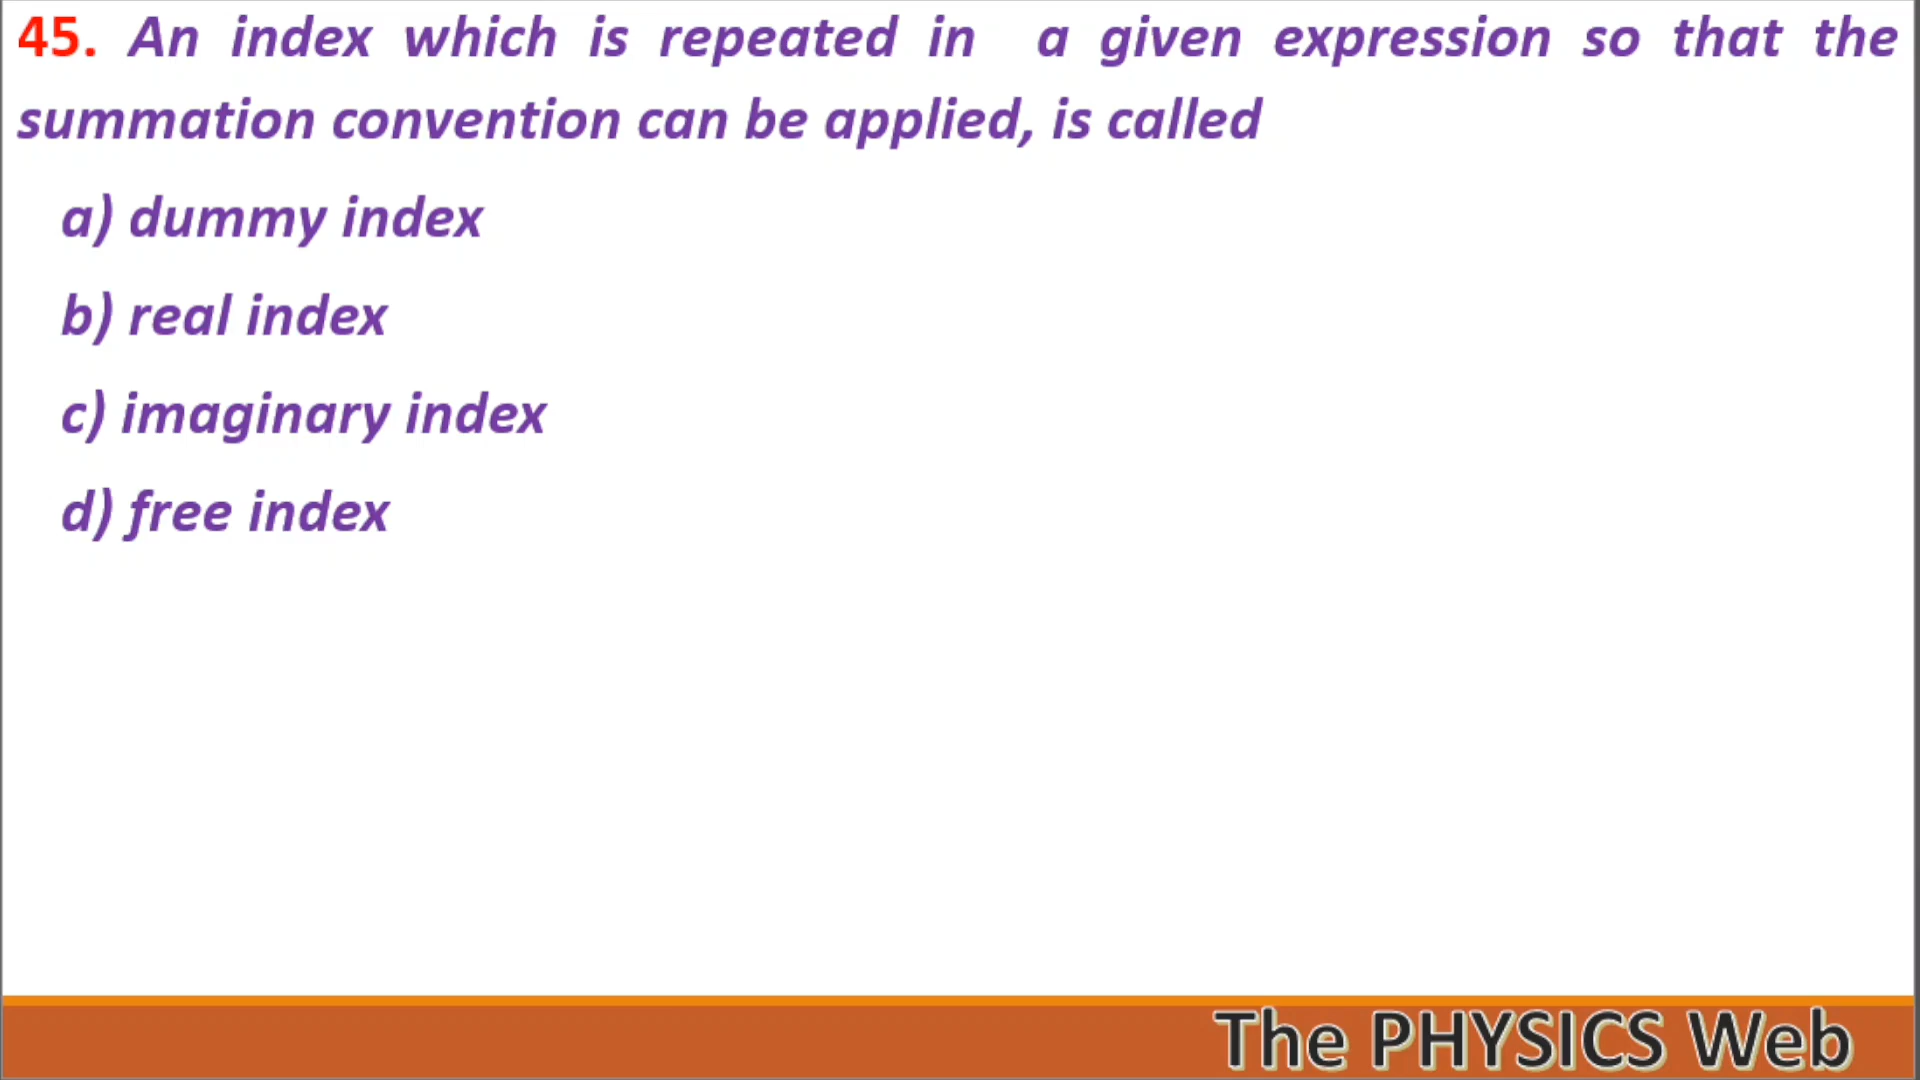 45. An index which is repeated in a given expression so that the
summation convention can be applied, is called
a) dummy index
b) real index
c) imaginary index
d) free index
The PHYSICS Web